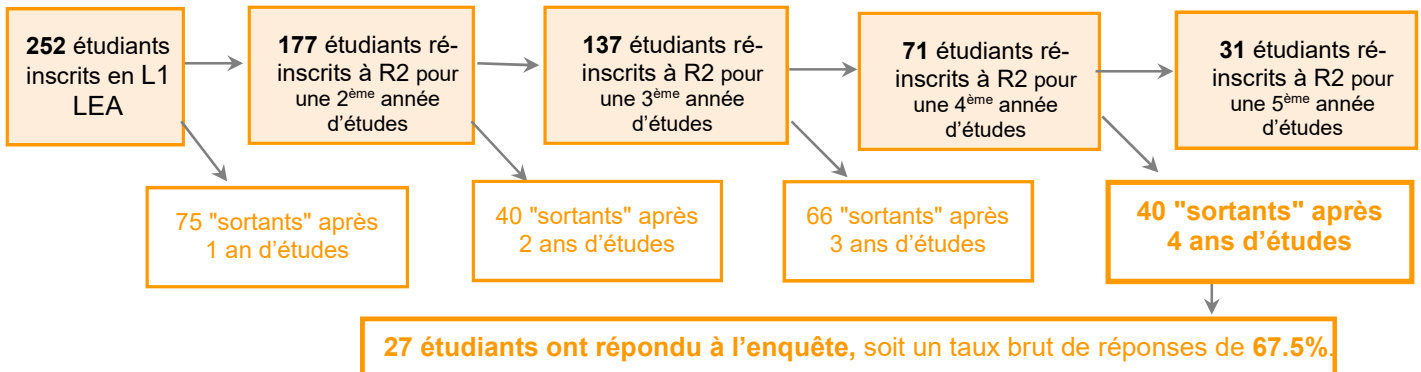 252 étudiants
inscrits en L1
LEA
177 étudiants ré-
inscrits à R2 pour
une 2ème année
d'études
137 étudiants ré-
inscrits à R2 pour
une 3ème année
d'études
71 étudiants ré-
inscrits à R2 pour
une 4ème année
d'études
31 étudiants ré-
inscrits à R2 pour
une 5ème année
d'études
75 "sortants" après
1 an d'études
40 "sortants" après
2 ans d'études
66 "sortants" après
3 ans d'études
40 "sortants" après
4 ans d'études
27 étudiants ont répondu à l'enquête, soit un taux brut de réponses de 67.5%.